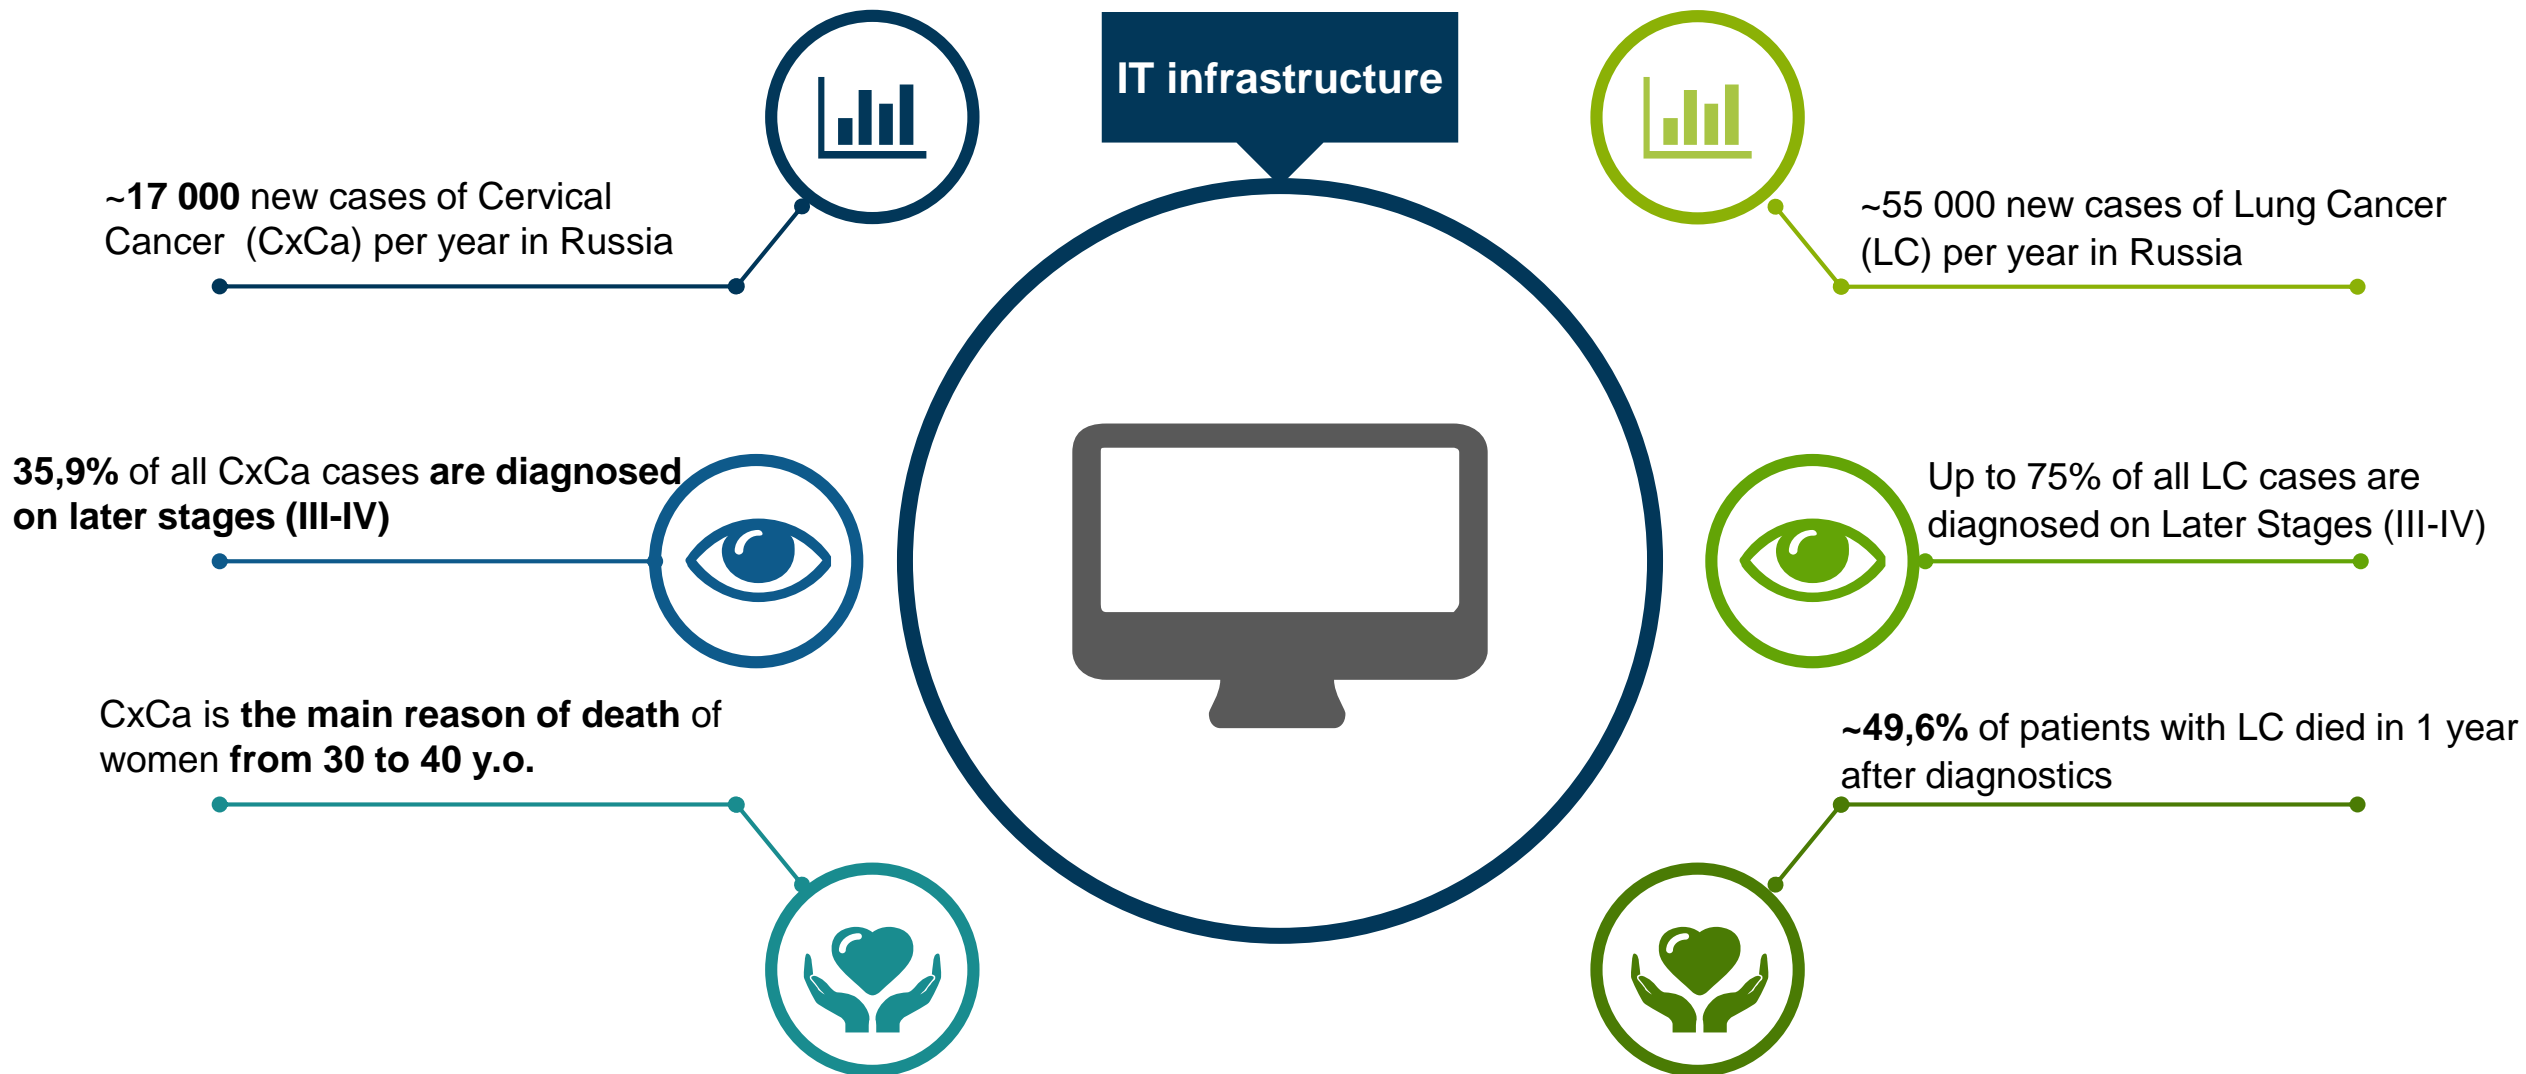 IT infrastructure
~17 000 new cases of Cervical
Cancer  (CxCa) per year in Russia
35,9% of all CxCa cases are diagnosed
on later stages (III-IV)
CxCa is the main reason of death of
women from 30 to 40 y.o.
~55 000 new cases of Lung Cancer
(LC) per year in Russia
Up to 75% of all LC cases are
diagnosed on Later Stages (III-IV)
~49,6% of patients with LC died in 1 year
after diagnostics